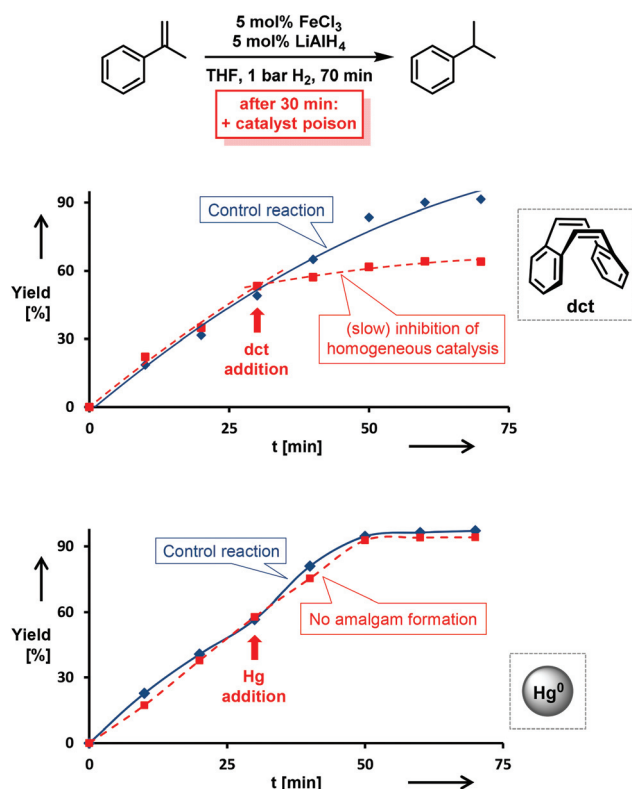 5 mol% FeCl3
5 mol% LiAlH4
THF, 1 bar H2, 70 min
after 30 min:
+ catalyst poison
90
60
30
0
Yield
[%]
Control reaction
dct
addition
(slow) inhibition of
homogeneous catalysis
0
25
50
75
t [min]
dct
90
60
30
0
Yield
[%]
Control reaction
No amalgam formation
Hg
addition
0
25
50
75
t [min]
Hg0